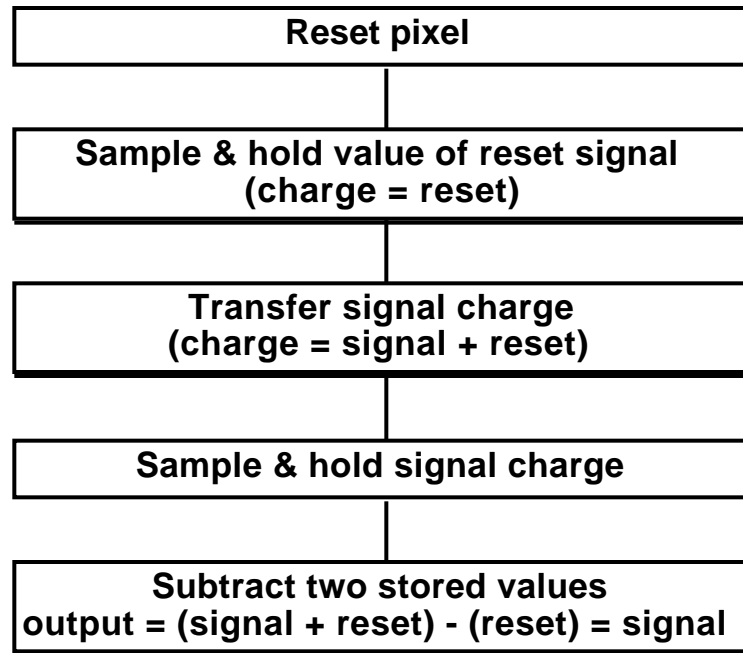 Reset pixel
Sample & hold value of reset signal
(charge = reset)
Transfer signal charge
(charge = signal + reset)
Sample & hold signal charge
Subtract two stored values
output = (signal + reset) - (reset) = signal